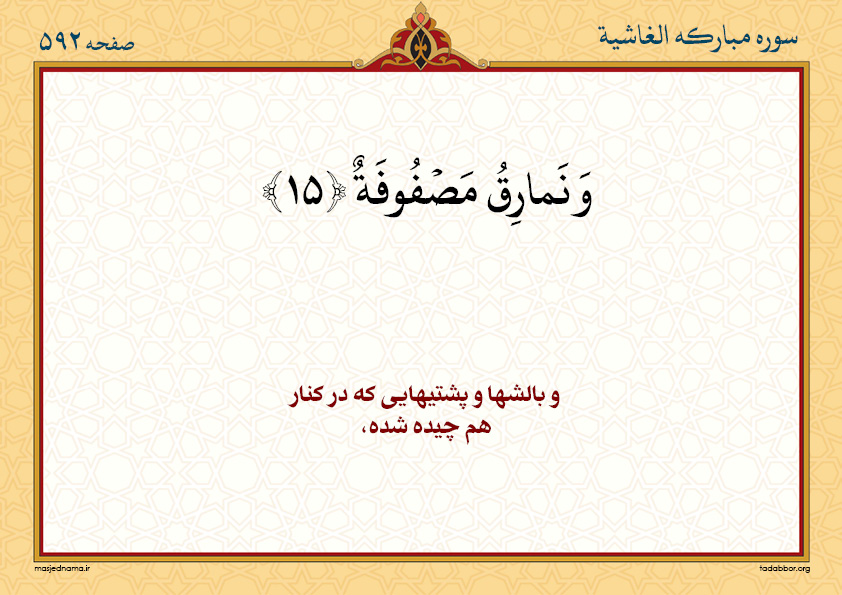 سوره مبارکه الغاشیة
صفحه ۵۹۲
وَ نَمارِقُ مَصْفُوفَةٌ ﴿۱۵﴾
و بالشها و پشتیهایی که در کنار
هم چیده شده،
masjednama.ir
tadabbor.org